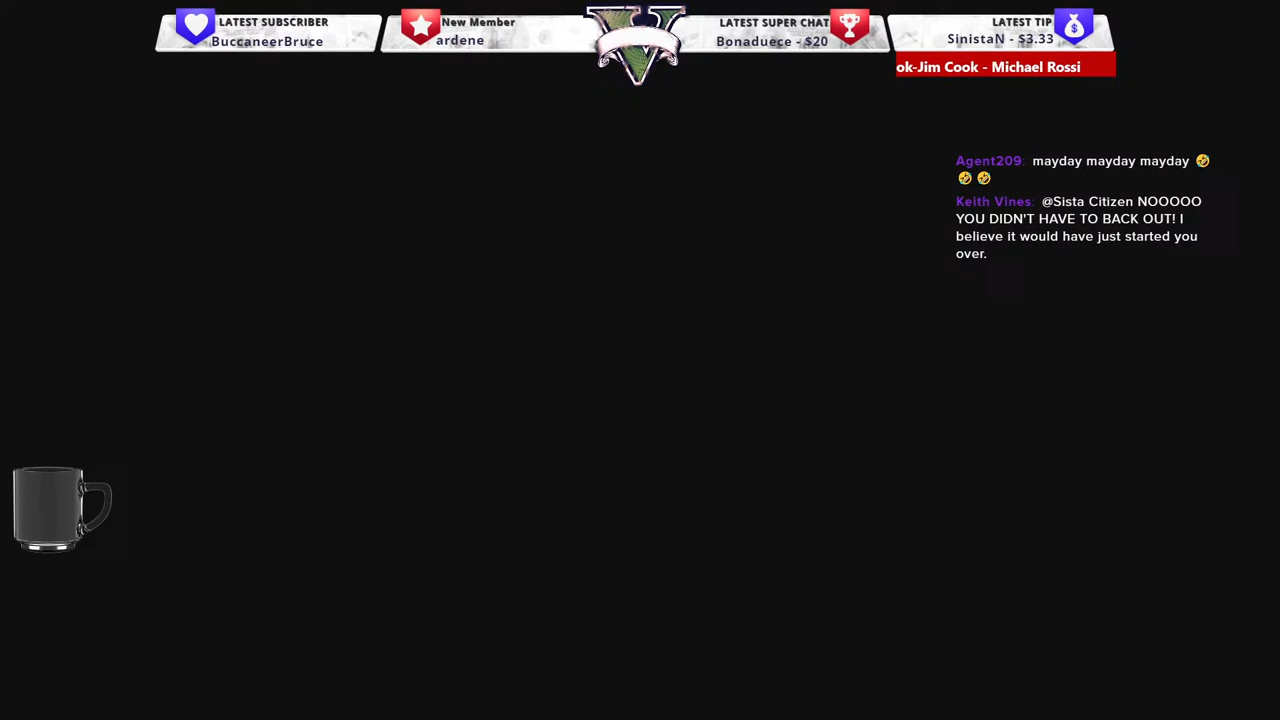 LATEST SUBSCRIBER
BuccaneerBruce
New Member
ardene
V
LATEST SUPER CHAT
Bonaduece - $20
LATEST TIP
SinistaN - $3.33
ok-Jim Cook - Michael Rossi
Agent209: mayday mayday mayday 🤣
🤣 🤣
Keith Vines: @Sista Citizen NOOOOO
YOU DIDN'T HAVE TO BACK OUT! I
believe it would have just started you
over.